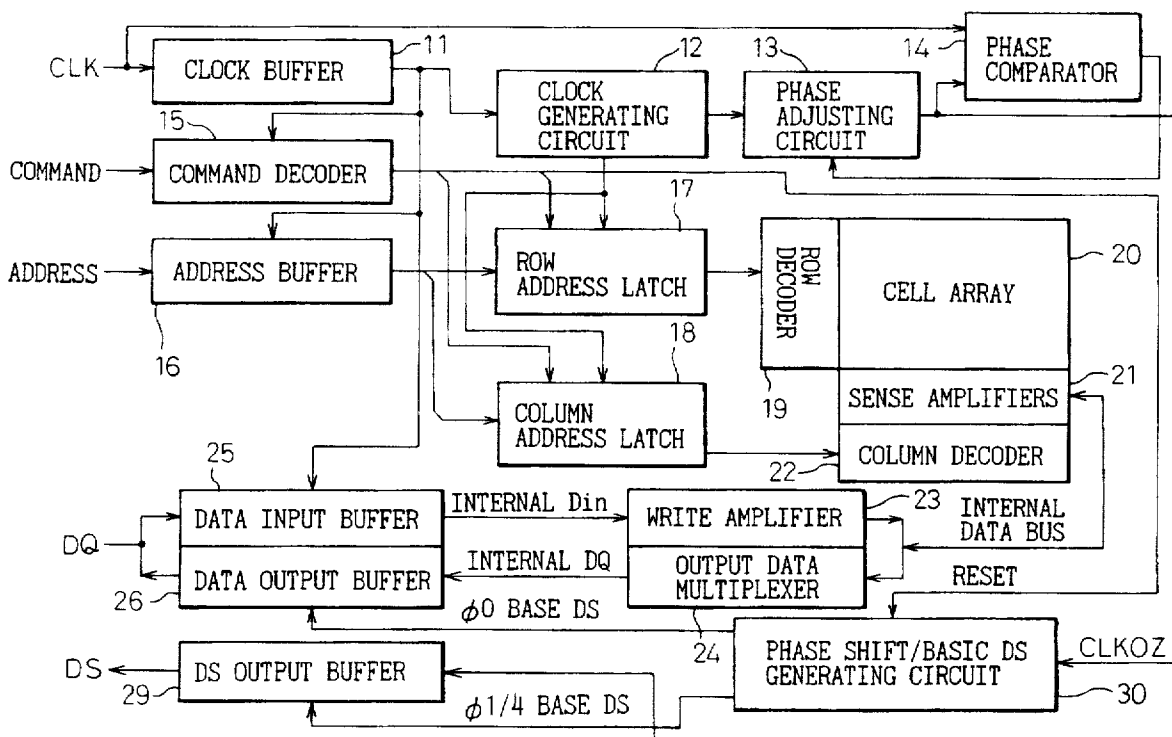 CLK
11
CLOCK BUFFER
12
CLOCK
GENERATING
CIRCUIT
13
PHASE
ADJUSTING
CIRCUIT
14
PHASE
COMPARATOR
15
COMMAND
COMMAND DECODER
ADDRESS
ADDRESS BUFFER
16
17
ROW
ADDRESS LATCH
18
COLUMN
ADDRESS LATCH
ROW
DECODER
19
CELL ARRAY
20
SENSE AMPLIFIERS
21
COLUMN DECODER
22
25
DQ
DATA INPUT BUFFER
DATA OUTPUT BUFFER
26
INTERNAL Din
INTERNAL DQ
WRITE AMPLIFIER
23
OUTPUT DATA
MULTIPLEXER
24
INTERNAL
DATA BUS
RESET
φ0 BASE DS
DS
DS OUTPUT BUFFER
29
φ1/4 BASE DS
PHASE SHIFT/BASIC DS
GENERATING CIRCUIT
30
CLKOZ